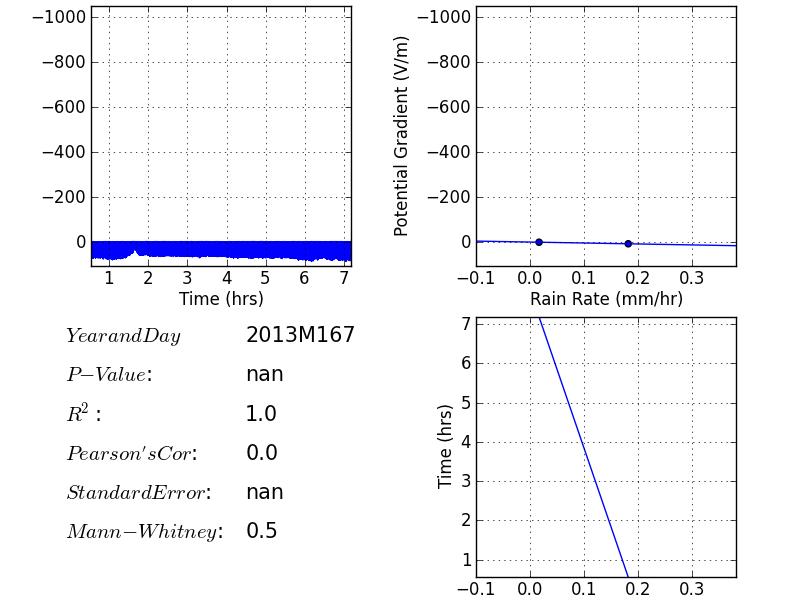 −1000
−800
−600
−400
−200
0
1 2 3 4 5 6 7
Time (hrs)
Potential Gradient (V/m)
−1000
−800
−600
−400
−200
0
−0.1 0.0 0.1 0.2 0.3
Rain Rate (mm/hr)
YearandDay 2013M167
P−Value: nan
R² : 1.0
Pearson'sCor: 0.0
StandardError: nan
Mann−Whitney: 0.5
Time (hrs)
7
6
5
4
3
2
1
−0.1 0.0 0.1 0.2 0.3